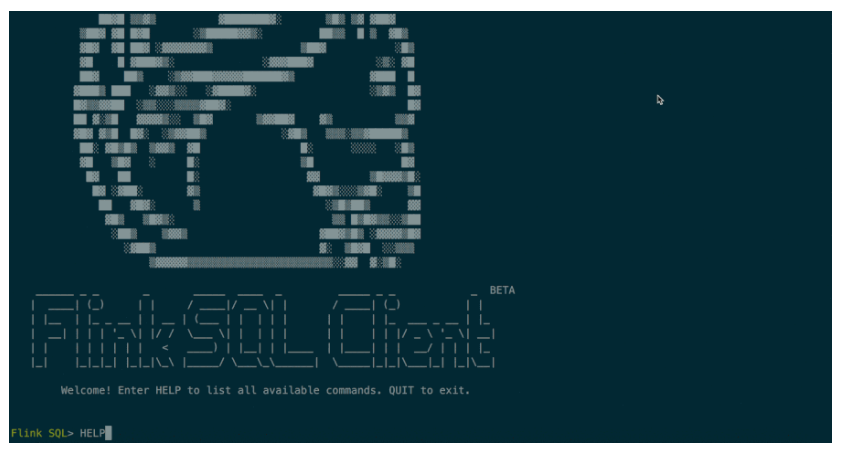 BETA
Flink SQL Client
Welcome! Enter HELP to list all available commands. QUIT to exit.
Flink SQL> HELP